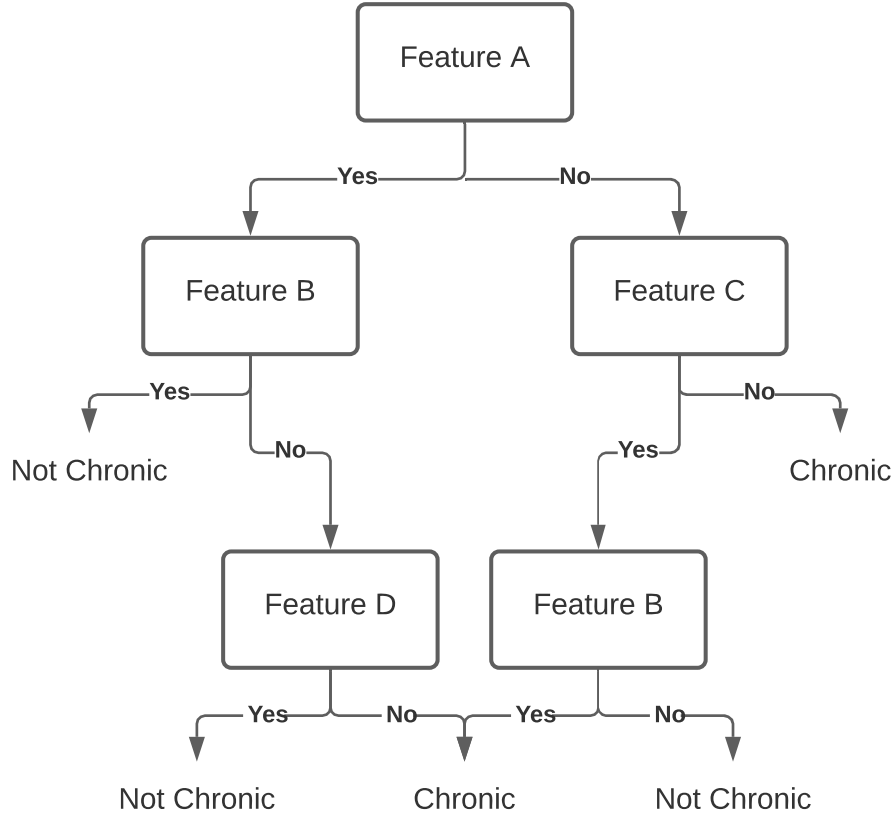 Feature A
Yes
No
Feature B
Feature C
Yes
No
No
Yes
Not Chronic
Chronic
Feature D
Feature B
Yes
No
Yes
No
Not Chronic
Chronic
Not Chronic